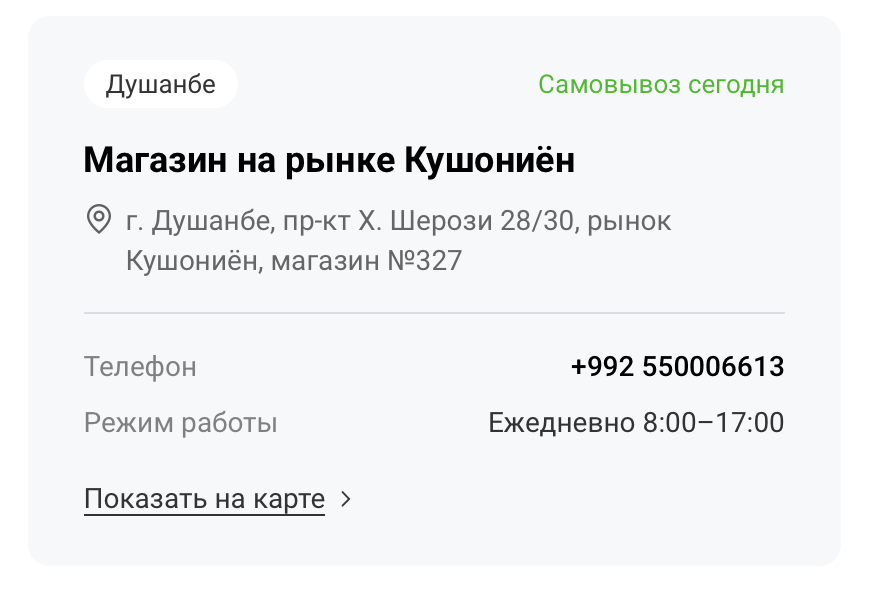 Душанбе
Самовывоз сегодня
Магазин на рынке Кушониён
г. Душанбе, пр-кт Х. Шерози 28/30, рынок
Кушониён, магазин №327
Телефон
+992 550006613
Режим работы
Ежедневно 8:00–17:00
Показать на карте